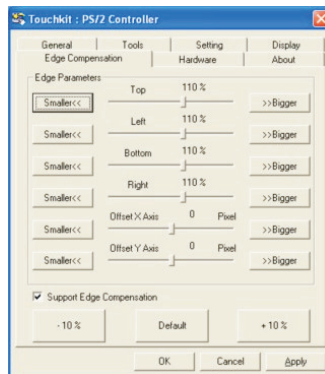 Touchkit : PS/2 Controller
General Tools Setting Display
Edge Compensation Hardware About
Edge Parameters
Top 110 %
Smaller<< >>Bigger
Left 110 %
Smaller<< >>Bigger
Bottom 110 %
Smaller<< >>Bigger
Right 110 %
Smaller<< >>Bigger
Offset X Axis 0 Pixel
Smaller<< >>Bigger
Offset Y Axis 0 Pixel
Smaller<< >>Bigger
Support Edge Compensation
- 10 % Default + 10 %
OK Cancel Apply